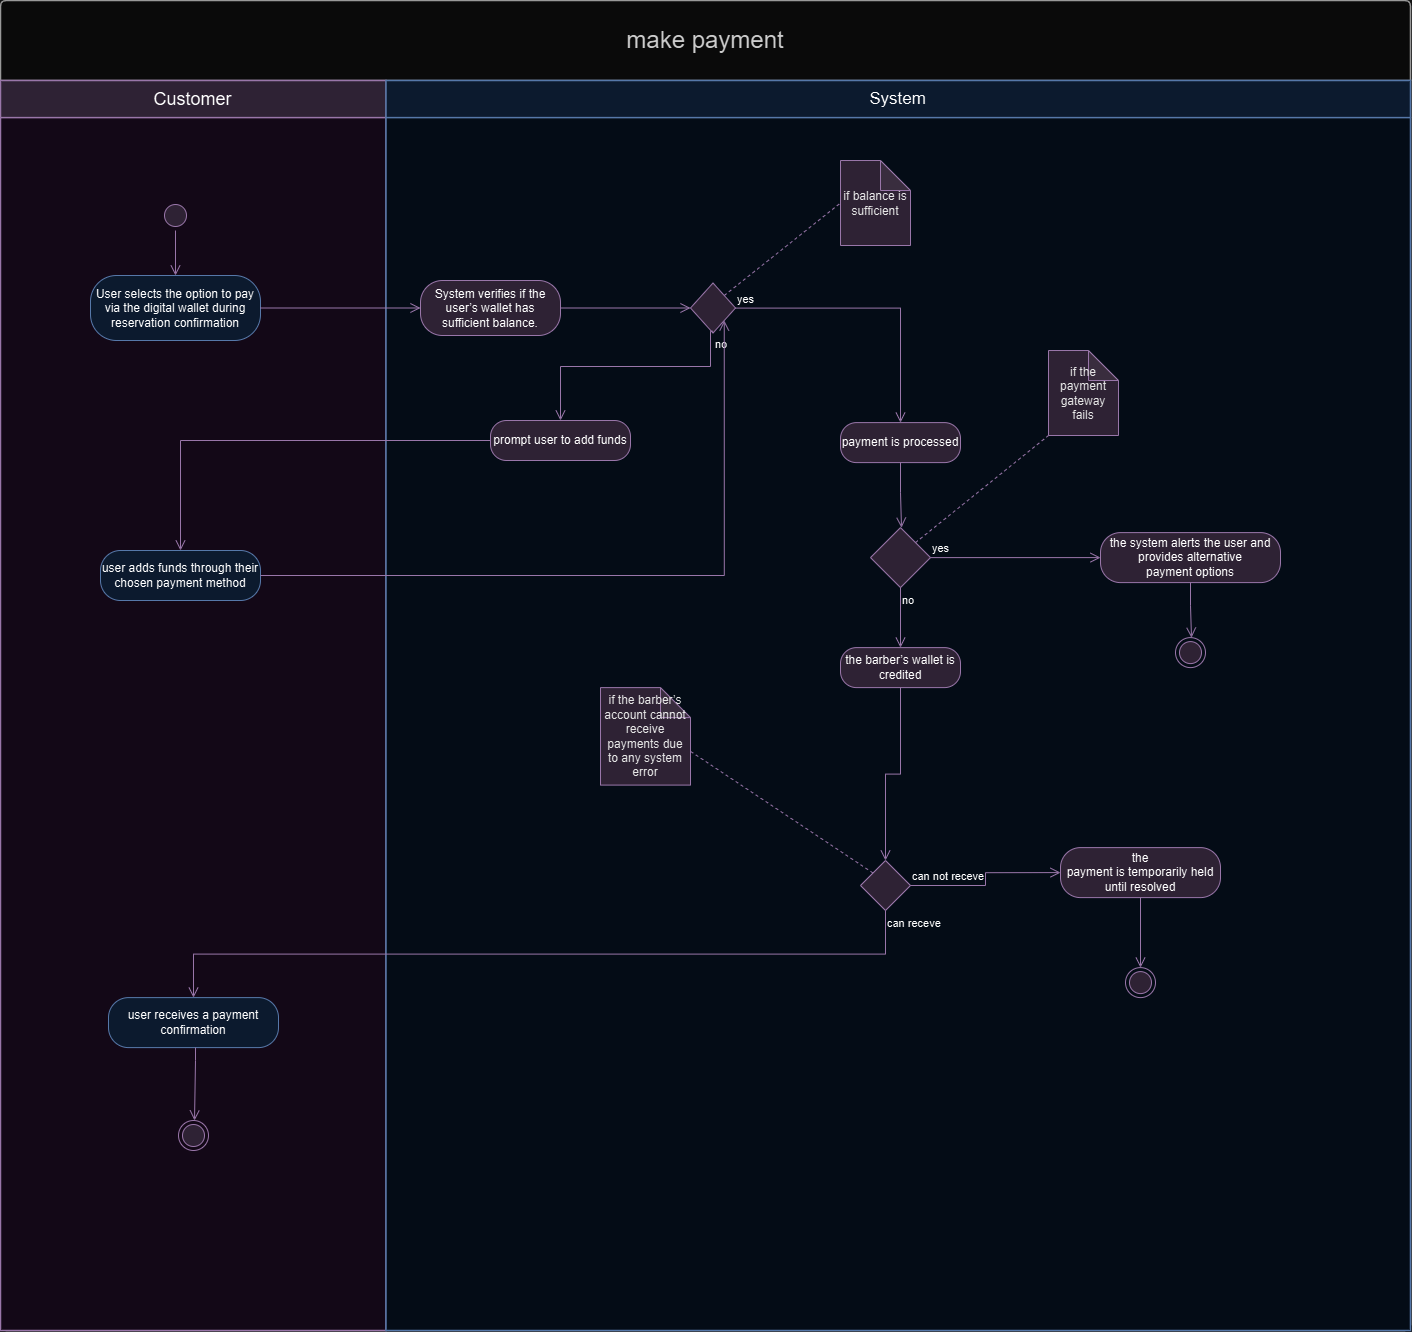 make payment
Customer
System
if balance is
sufficient
User selects the option to pay
via the digital wallet during
reservation confirmation
System verifies if the
user's wallet has
sufficient balance.
yes
no
if the
payment
gateway
fails
prompt user to add funds
payment is processed
user adds funds through their
chosen payment method
yes
the system alerts the user and
provides alternative
payment options
no
the barber's wallet is
credited
if the barber's
account cannot
receive
payments due
to any system
error
can not receve
the
payment is temporarily held
until resolved
can receve
user receives a payment
confirmation